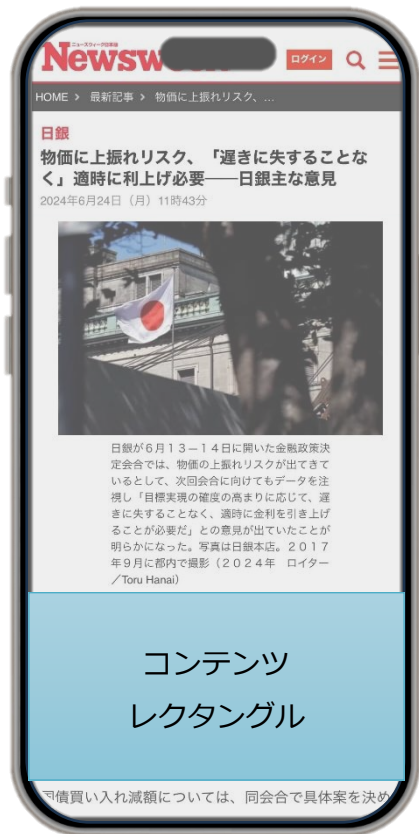 ニューズウィーク日本版
Newsw
ログイン
HOME > 最新記事 > 物価に上振れリスク、...
日銀
物価に上振れリスク、「遅きに失することな
く」適時に利上げ必要──日銀主な意見
2024年6月24日（月）11時43分
日銀が６月１３－１４日に開いた金融政策決
定会合では、物価の上振れリスクが出てきて
いるとして、次回会合に向けてもデータを注
視し「目標実現の確度の高まりに応じて、遅
きに失することなく、適時に金利を引き上げ
ることが必要だ」との意見が出ていたことが
明らかになった。写真は日銀本店。２０１７
年９月に都内で撮影（２０２４年 ロイター
／Toru Hanai）
コンテンツ
レクタングル
債買い入れ減額については、同会合で具体案を決め